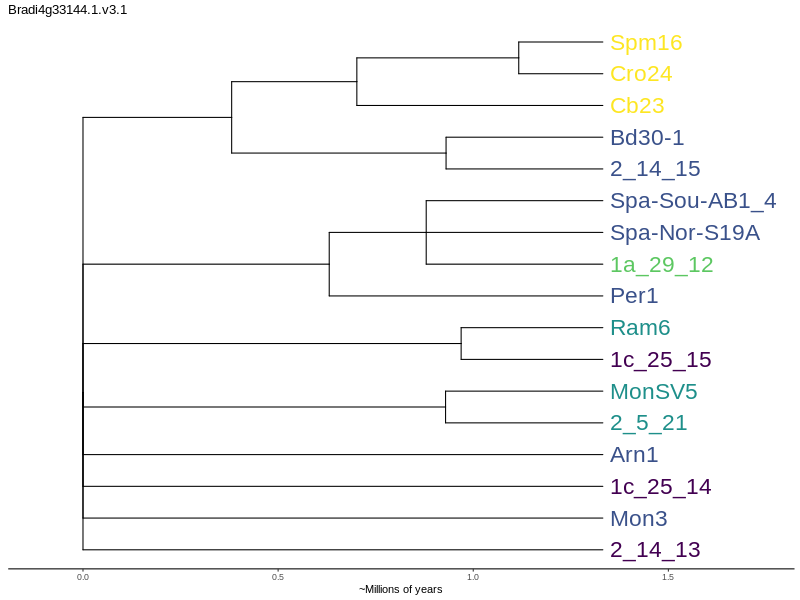 Bradi4g33144.1.v3.1
Spm16
Cro24
Cb23
Bd30-1
2_14_15
Spa-Sou-AB1_4
Spa-Nor-S19A
1a_29_12
Per1
Ram6
1c_25_15
MonSV5
2_5_21
Arn1
1c_25_14
Mon3
2_14_13
0.0 0.5 1.0 1.5
~Millions of years